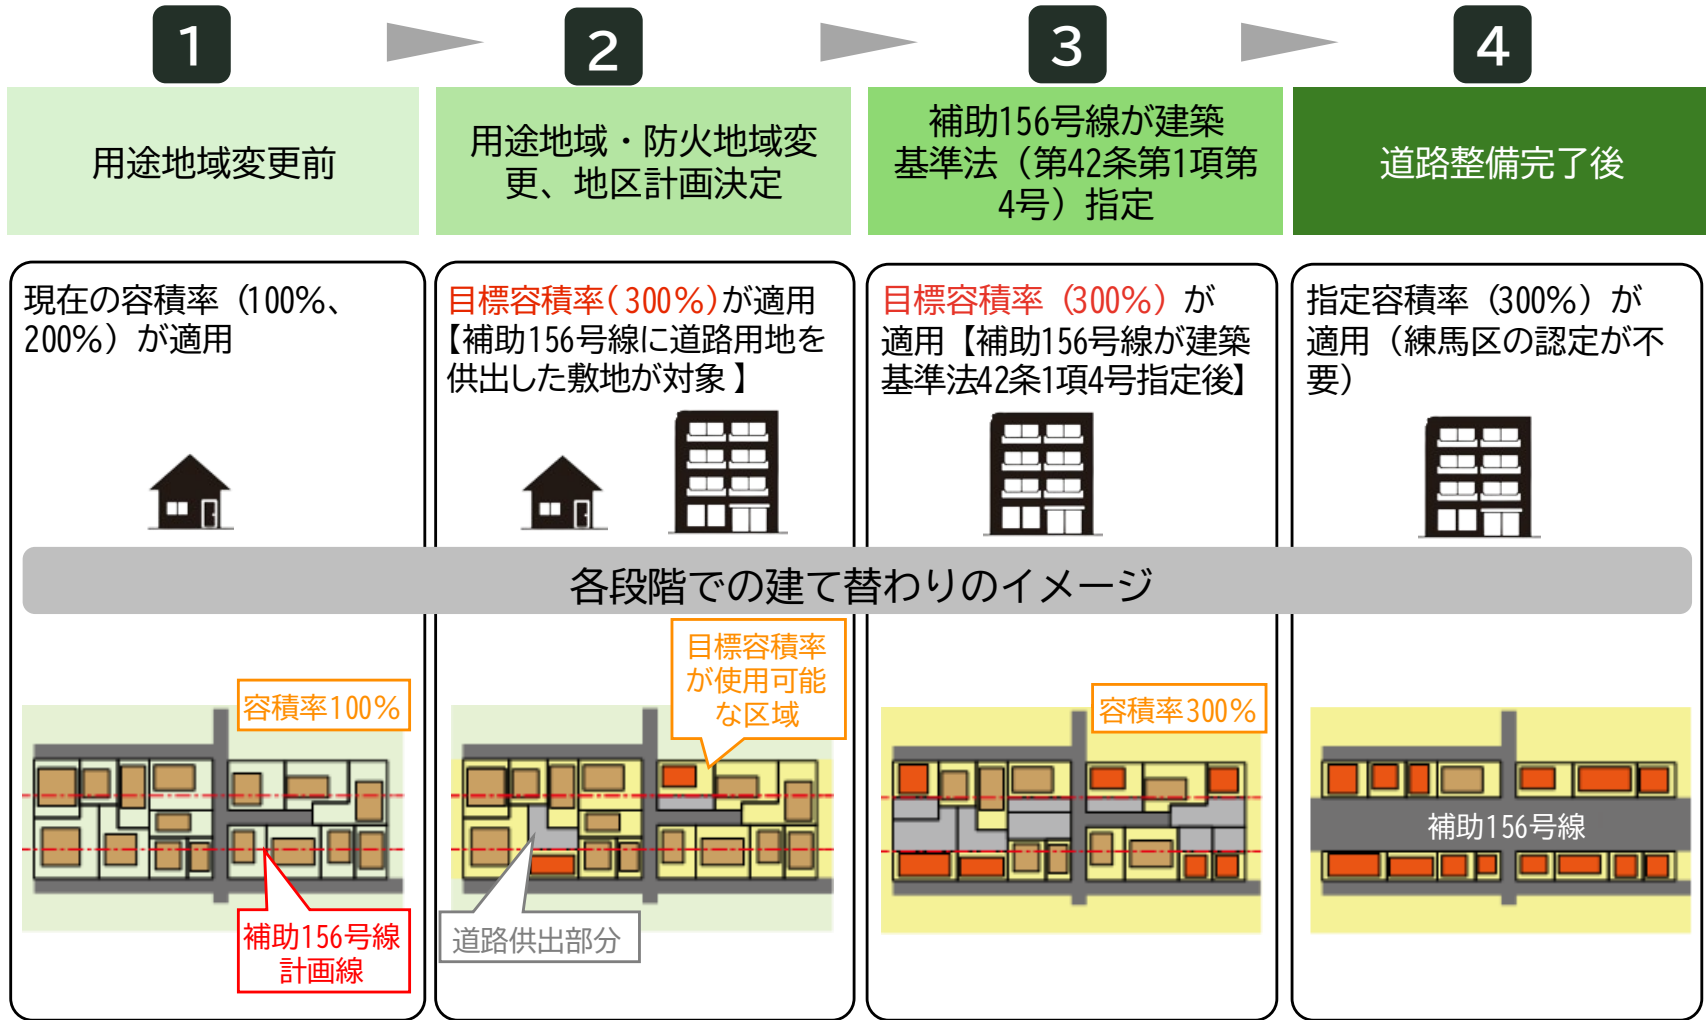 1
2
3
4
用途地域変更前
用途地域・防火地域変
更、地区計画決定
補助156号線が建築
基準法（第42条第1項第
4号）指定
道路整備完了後
現在の容積率（100%、
200%）が適用
目標容積率（300%）が適用
【補助156号線に道路用地を
供出した敷地が対象】
目標容積率（300%）が
適用【補助156号線が建築
基準法42条1項4号指定後】
指定容積率（300%）が
適用（練馬区の認定が不
要）
各段階での建て替わりのイメージ
容積率100%
補助156号線
計画線
目標容積率
が使用可能
な区域
道路供出部分
容積率300%
補助156号線